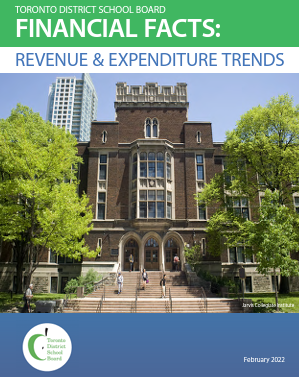 TORONTO DISTRICT SCHOOL BOARD
FINANCIAL FACTS:
REVENUE & EXPENDITURE TRENDS
Jarvis Collegiate Institute
Toronto
District
School
Board
February 2022